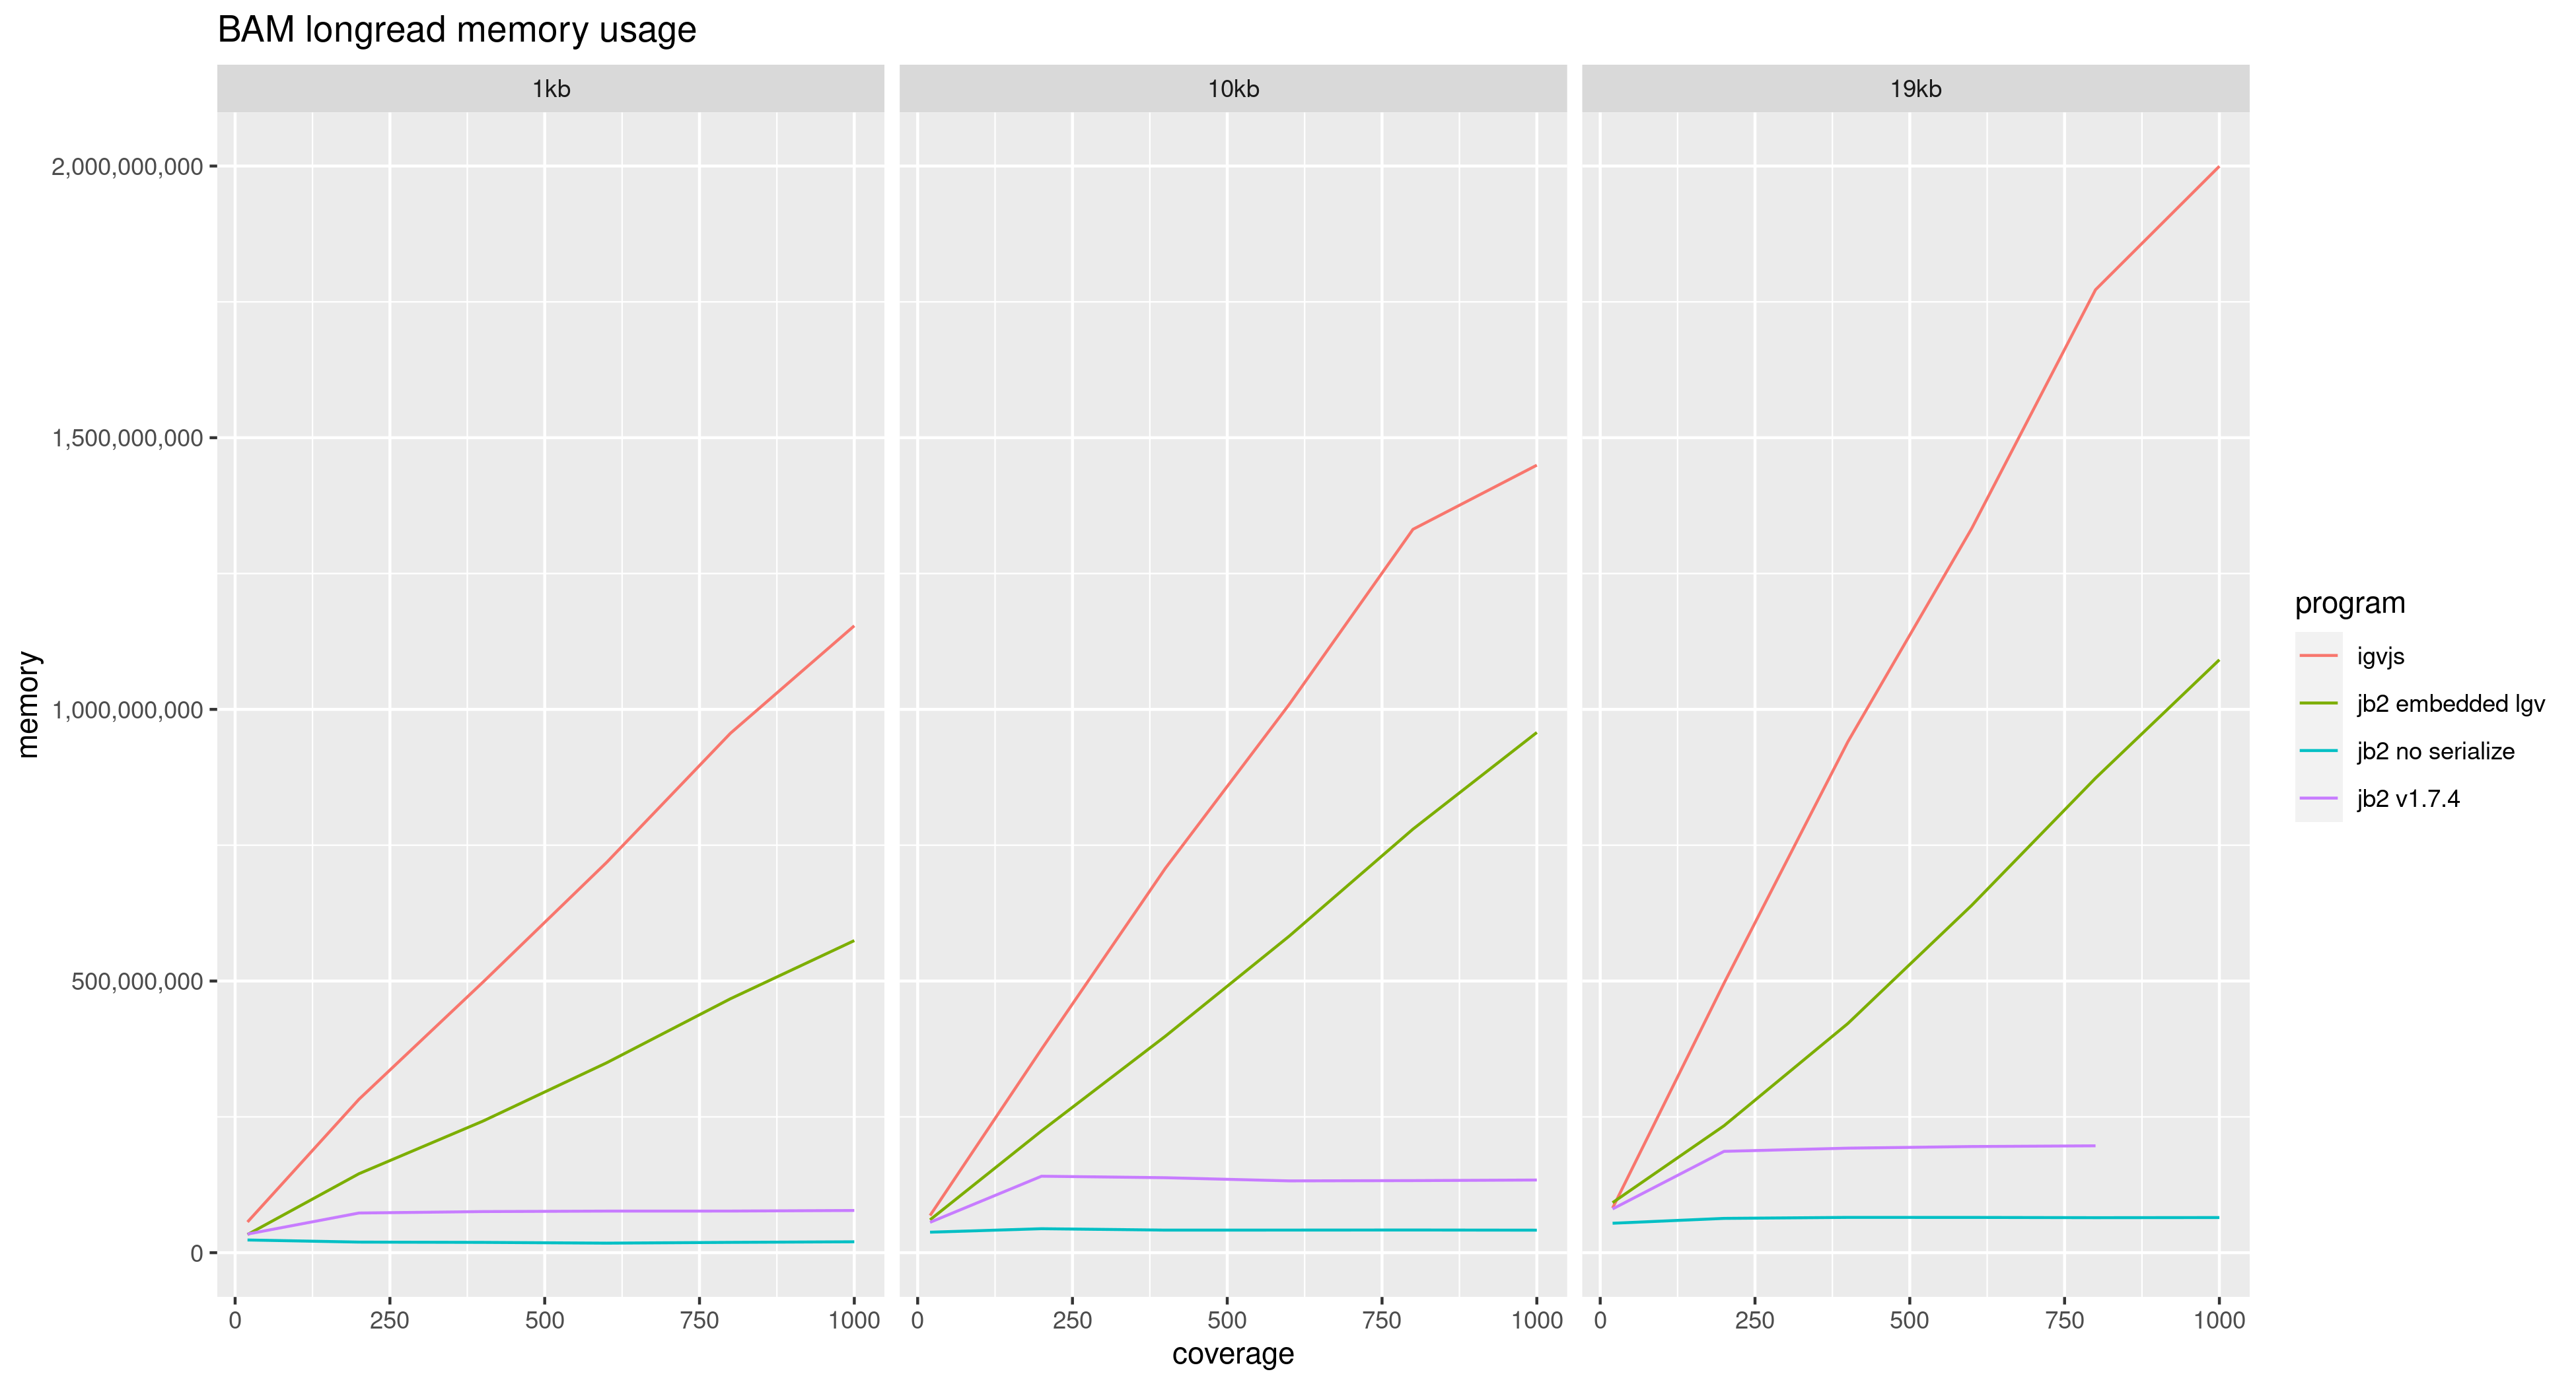 BAM longread memory usage
1kb
10kb
19kb
2,000,000,000
1,500,000,000
1,000,000,000
500,000,000
0
memory
0 250 500 750 1000
0 250 500 750 1000
0 250 500 750 1000
coverage
program
igvjs
jb2 embedded lgv
jb2 no serialize
jb2 v1.7.4